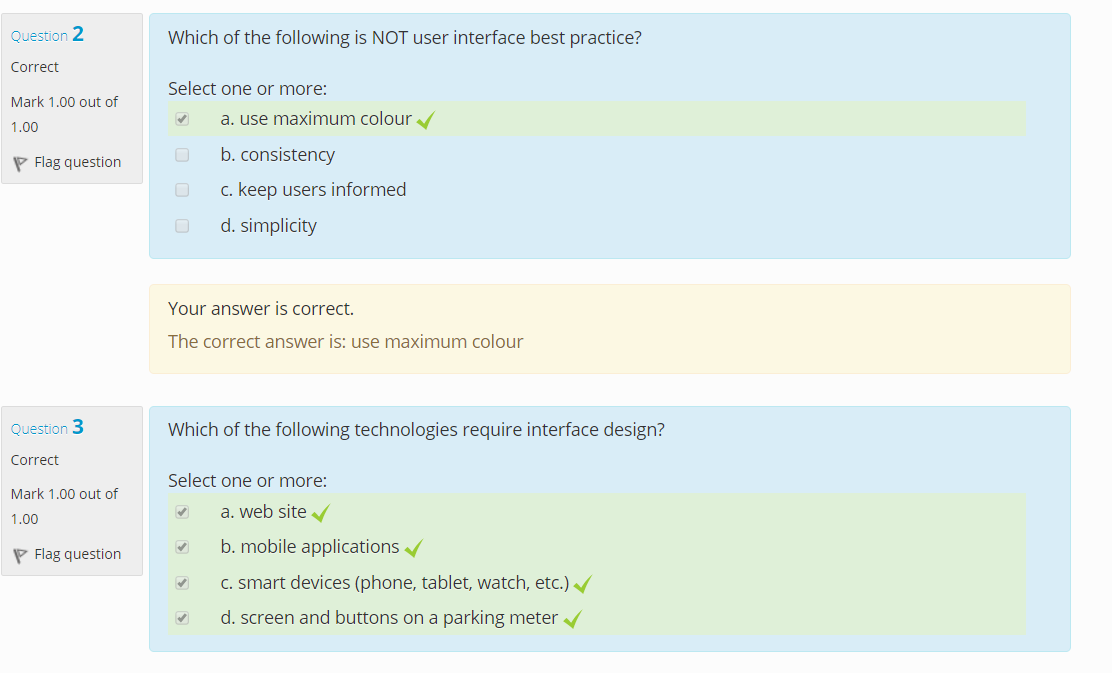 Question 2
Correct
Mark 1.00 out of
1.00
Flag question
Which of the following is NOT user interface best practice?
Select one or more:
a. use maximum colour
b. consistency
c. keep users informed
d. simplicity
Your answer is correct.
The correct answer is: use maximum colour
Question 3
Correct
Mark 1.00 out of
1.00
Flag question
Which of the following technologies require interface design?
Select one or more:
a. web site
b. mobile applications
c. smart devices (phone, tablet, watch, etc.)
d. screen and buttons on a parking meter